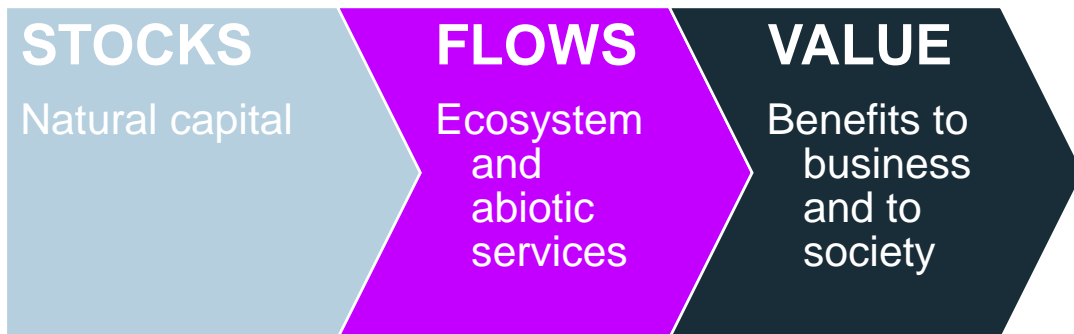 STOCKS
Natural capital
FLOWS
Ecosystem
and
abiotic
services
VALUE
Benefits to
business
and to
society